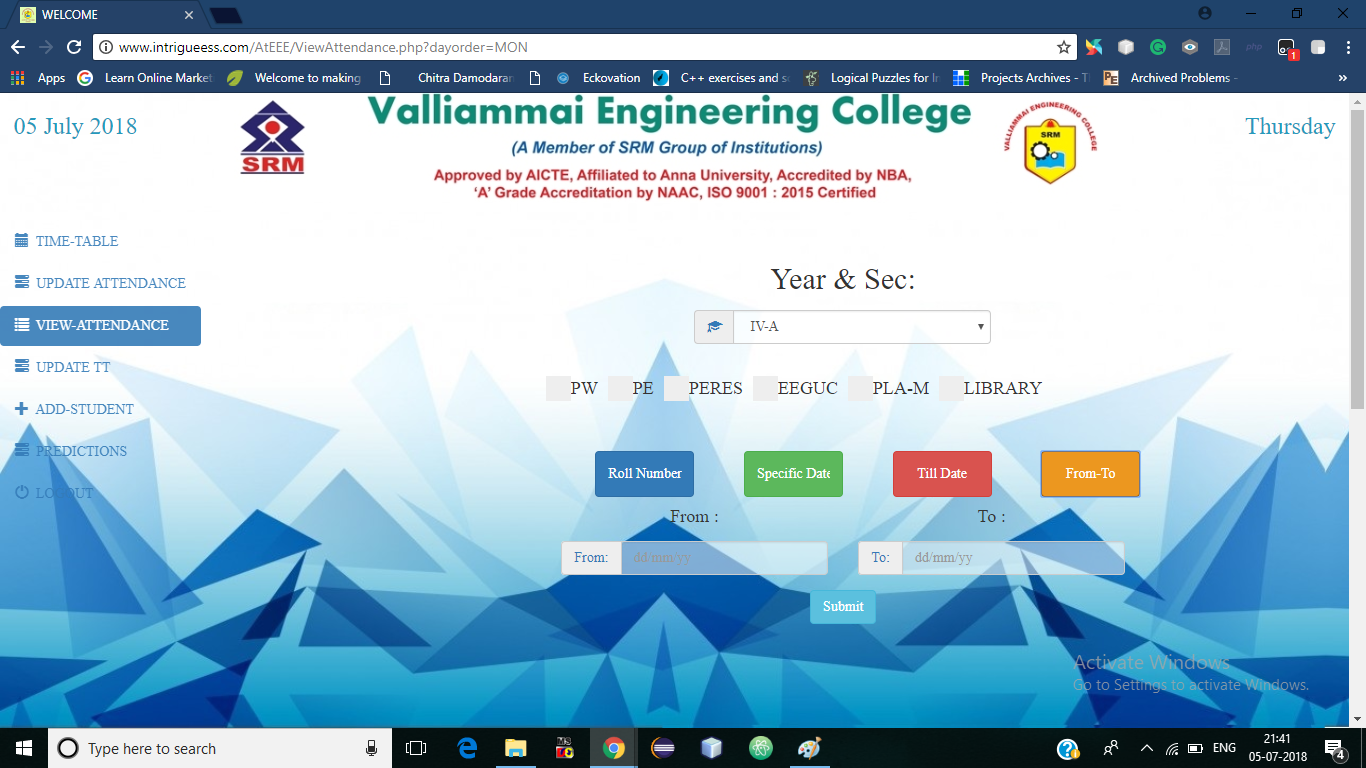 WELCOME
www.intrigueess.com/AtEEE/ViewAttendance.php?dayorder=MON
php
1
Apps
Learn Online Market
Welcome to making
Chitra Damodaran
Eckovation
C++ exercises and so
Logical Puzzles for In
Projects Archives - T
PE
Archived Problems -
»
05 July 2018
SRM
Valliammai Engineering College
(A Member of SRM Group of Institutions)
Approved by AICTE, Affiliated to Anna University, Accredited by NBA,
‘A’ Grade Accreditation by NAAC, ISO 9001 : 2015 Certified
VALLIAMMAI ENGINEERING COLLEGE
SRM
Thursday
TIME-TABLE
UPDATE ATTENDANCE
VIEW-ATTENDANCE
UPDATE TT
ADD-STUDENT
PREDICTIONS
LOGOUT
Year & Sec:
IV-A
PW PE PERES EEGUC PLA-M LIBRARY
Roll Number
Specific Date
Till Date
From-To
From :
To :
From: dd/mm/yy
To: dd/mm/yy
Submit
Activate Windows
Go to Settings to activate Windows.
Type here to search
ENG
21:41
05-07-2018
4